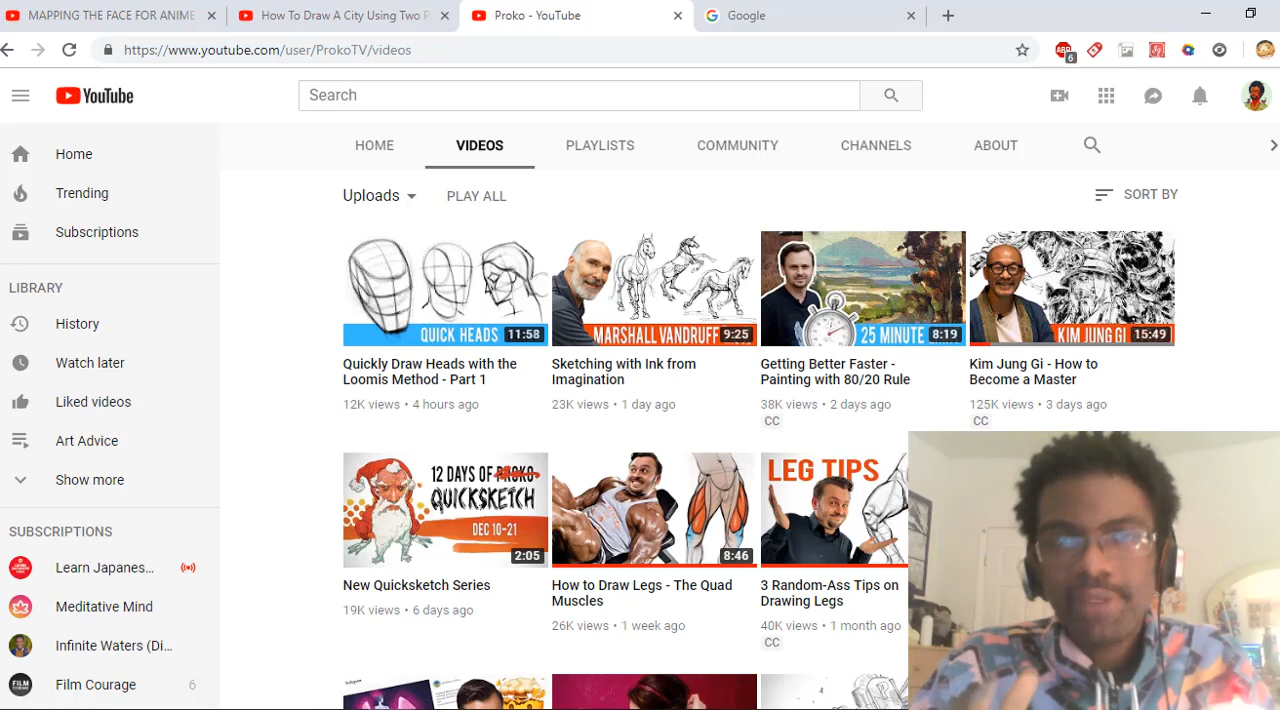 MAPPING THE FACE FOR ANIME
How To Draw A City Using Two P
Proko - YouTube
Google
https://www.youtube.com/user/ProkoTV/videos
ABP
6
YouTube
Search
HOME
VIDEOS
PLAYLISTS
COMMUNITY
CHANNELS
ABOUT
Home
Trending
Subscriptions
LIBRARY
History
Watch later
Liked videos
Art Advice
Show more
SUBSCRIPTIONS
Learn Japanes...
Meditative Mind
Infinite Waters (Di...
FILM COURAGE
Film Courage
6
Uploads
PLAY ALL
SORT BY
QUICK HEADS
11:58
Quickly Draw Heads with the
Loomis Method - Part 1
12K views • 4 hours ago
MARSHALL VANDRUFF
9:25
Sketching with Ink from
Imagination
23K views • 1 day ago
25 MINUTE
8:19
Getting Better Faster -
Painting with 80/20 Rule
38K views • 2 days ago
CC
KIM JUNG GI
15:49
Kim Jung Gi - How to
Become a Master
125K views • 3 days ago
CC
12 DAYS OF PROKO
QUICKSKETCH
DEC 10-21
2:05
New Quicksketch Series
19K views • 6 days ago
8:46
How to Draw Legs - The Quad
Muscles
26K views • 1 week ago
LEG TIPS
3 Random-Ass Tips on
Drawing Legs
40K views • 1 month ago
CC